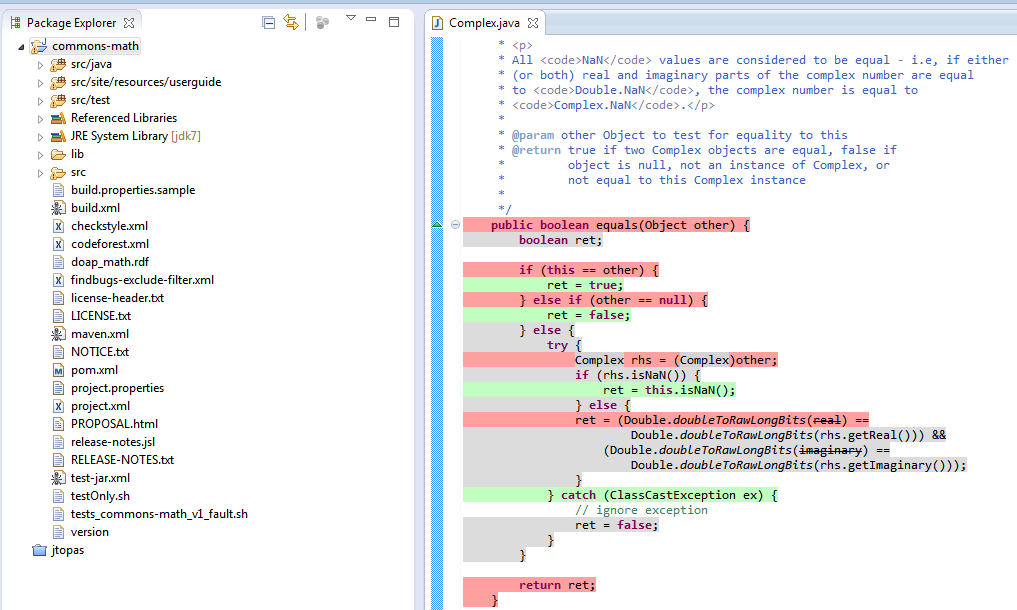 Package Explorer
commons-math
src/java
src/site/resources/userguide
src/test
Referenced Libraries
JRE System Library [jdk7]
lib
src
build.properties.sample
build.xml
checkstyle.xml
codeforest.xml
doap_math.rdf
findbugs-exclude-filter.xml
license-header.txt
LICENSE.txt
maven.xml
NOTICE.txt
pom.xml
project.properties
project.xml
PROPOSAL.html
release-notes.jsl
RELEASE-NOTES.txt
test-jar.xml
testOnly.sh
tests_commons-math_v1_fault.sh
version
jtopas
Complex.java
* <p>
* All <code>NaN</code> values are considered to be equal - i.e, if either
* (or both) real and imaginary parts of the complex number are equal
* to <code>Double.NaN</code>, the complex number is equal to
* <code>Complex.NaN</code>.</p>
*
* @param other Object to test for equality to this
* @return true if two Complex objects are equal, false if
*         object is null, not an instance of Complex, or
*         not equal to this Complex instance
*
*/
public boolean equals(Object other) {
boolean ret;
if (this == other) {
ret = true;
} else if (other == null) {
ret = false;
} else {
try {
Complex rhs = (Complex)other;
if (rhs.isNaN()) {
ret = this.isNaN();
} else {
ret = (Double.doubleToRawLongBits(real) ==
Double.doubleToRawLongBits(rhs.getReal())) &&
(Double.doubleToRawLongBits(imaginary) ==
Double.doubleToRawLongBits(rhs.getImaginary()));
}
} catch (ClassCastException ex) {
// ignore exception
ret = false;
}
}
return ret;
}